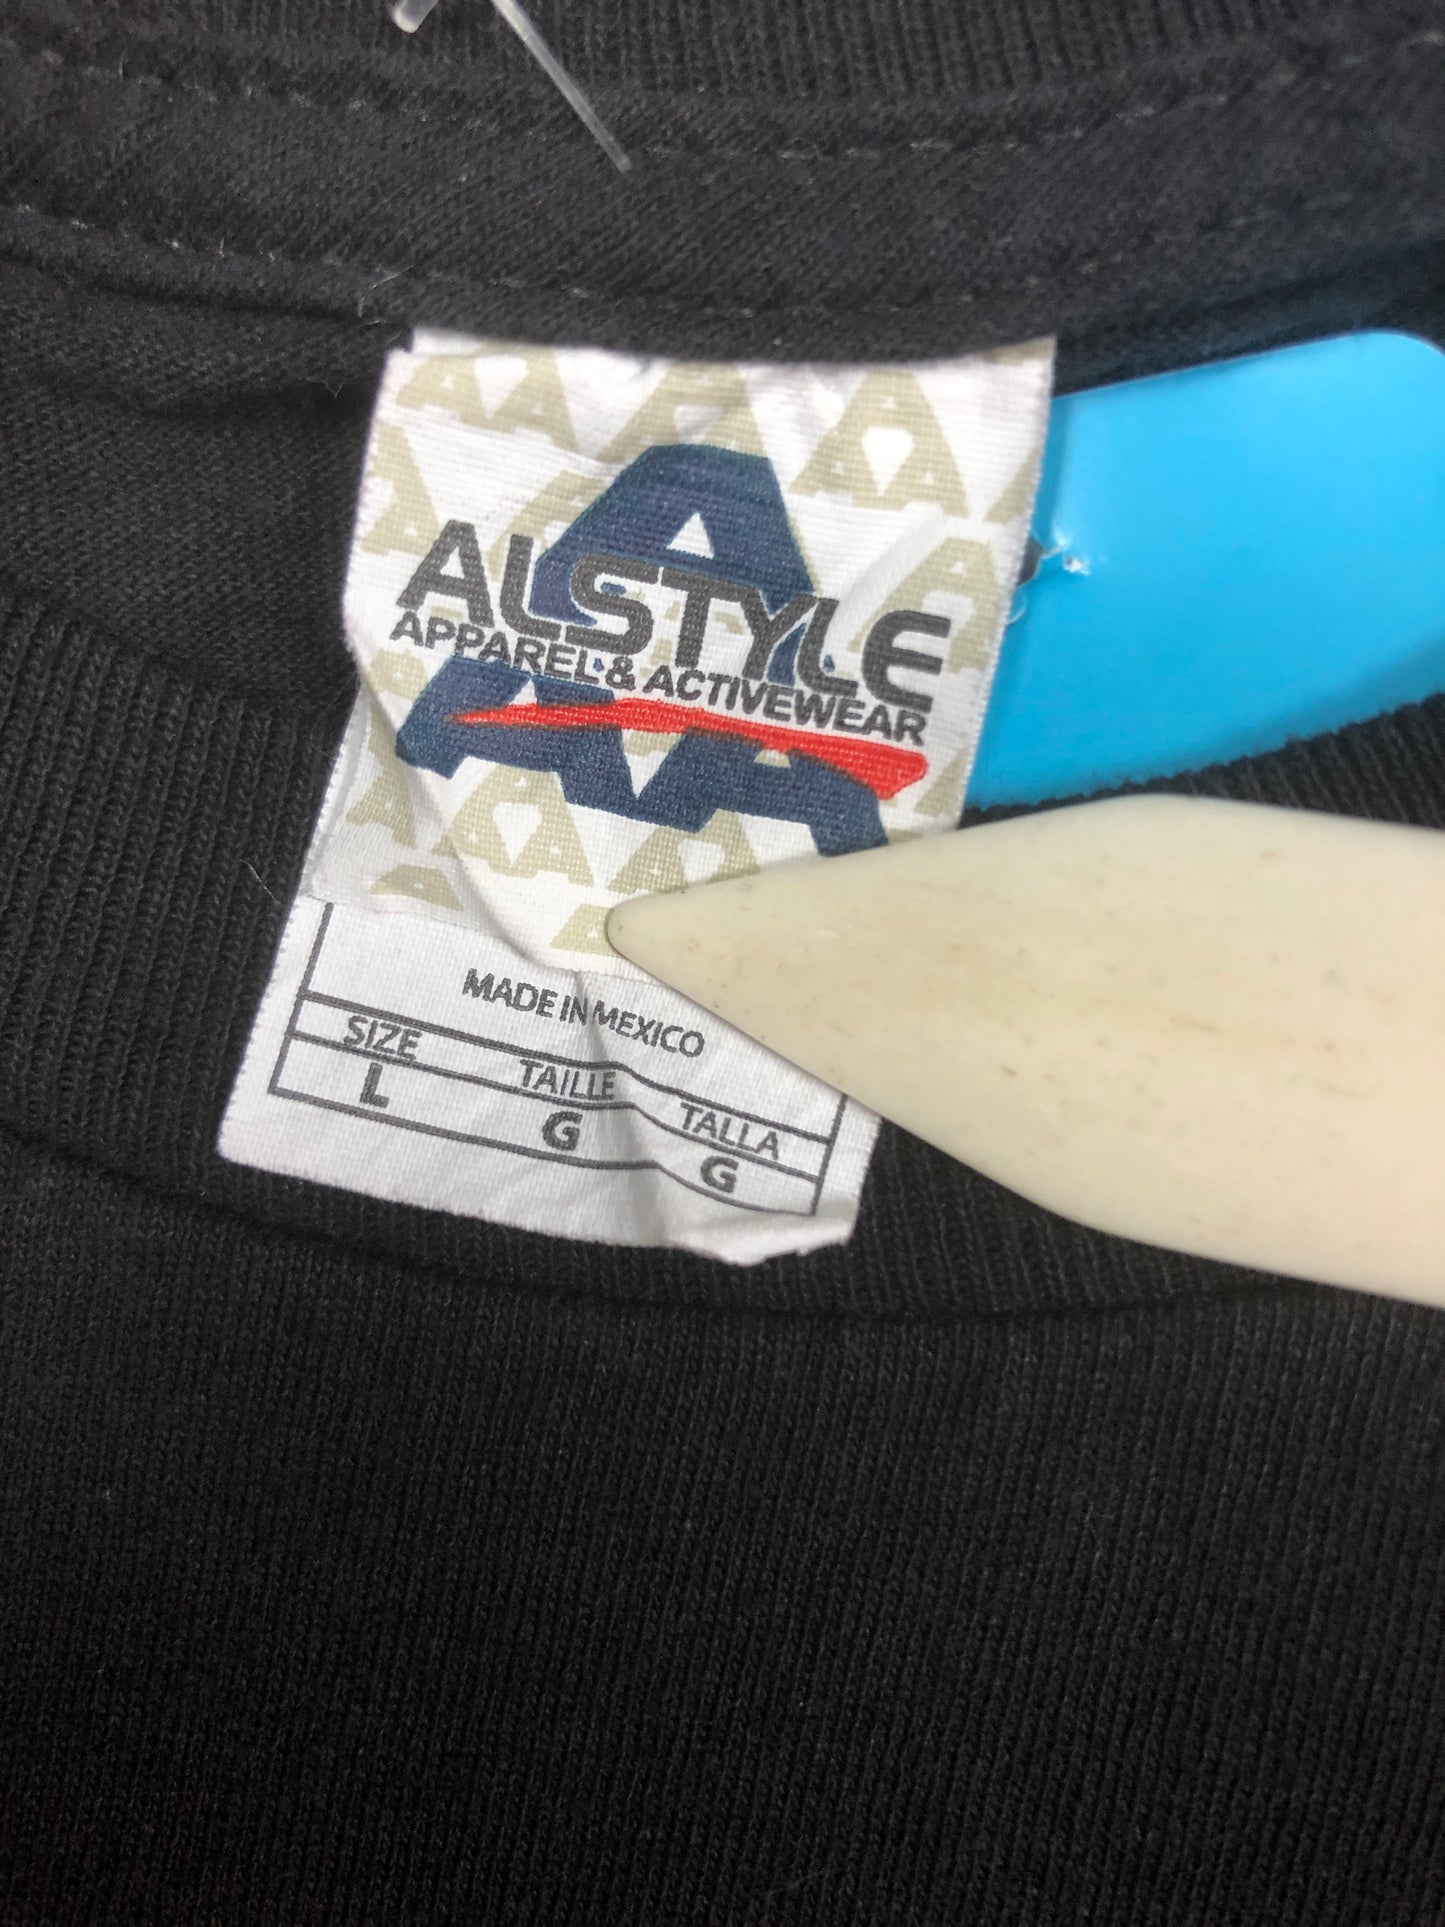 ALSTYLE
APPAREL & ACTIVEWEAR
MADE IN MEXICO
SIZE TAILLE TALLA
L G G